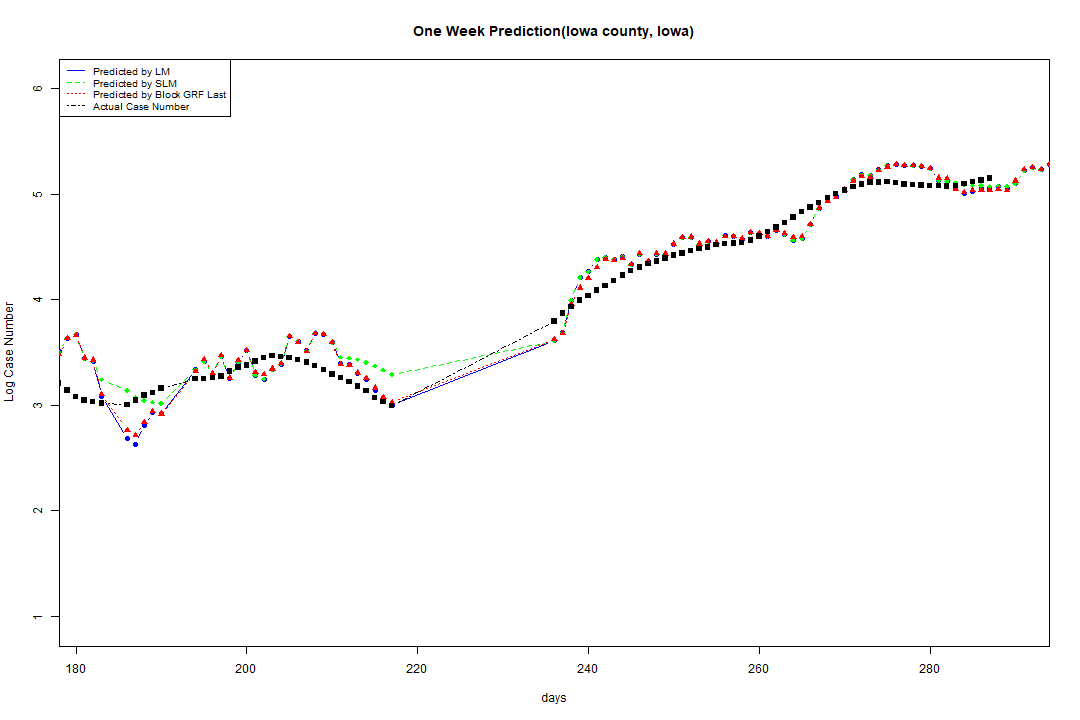 One Week Prediction(Iowa county, Iowa)
Predicted by LM
Predicted by SLM
Predicted by Block GRF Last
Actual Case Number
Log Case Number
6
5
4
3
2
1
180 200 220 240 260 280
days